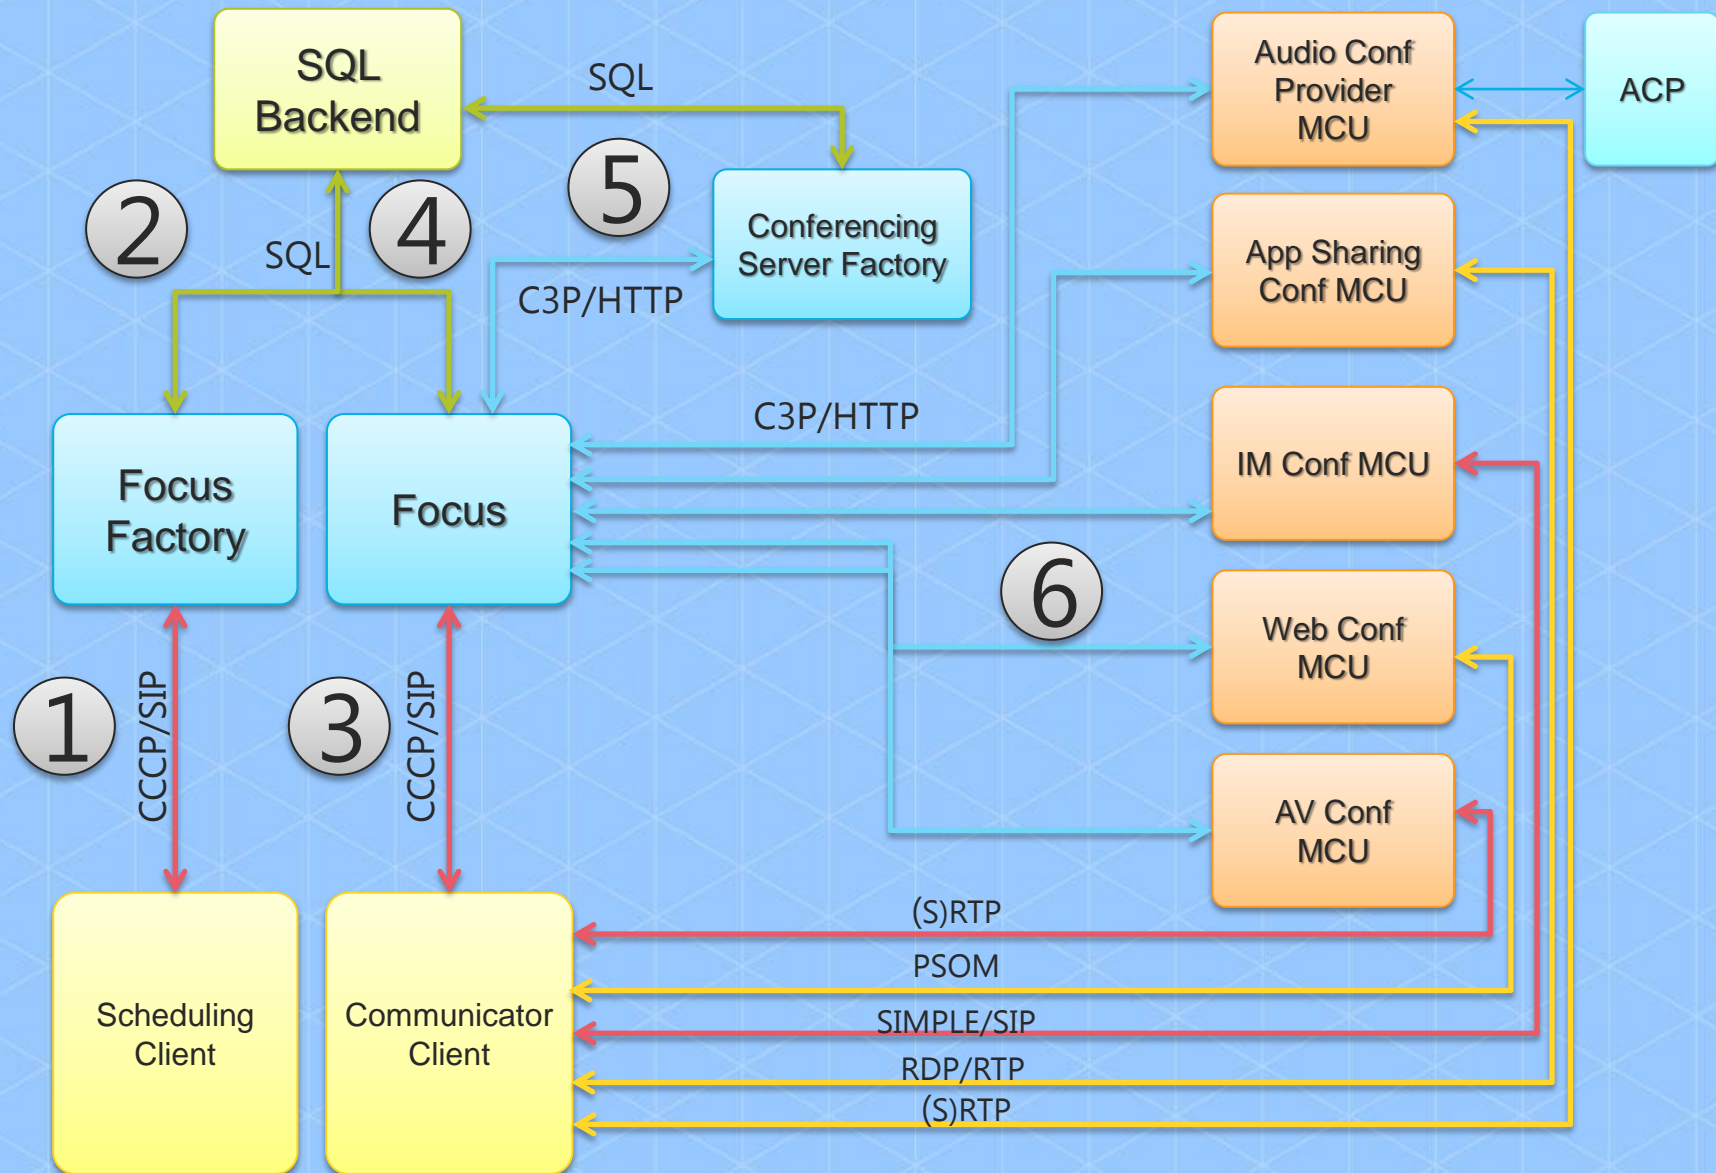 SQL
Backend
SQL
Audio Conf
Provider
MCU
ACP
2
4
5
SQL
Conferencing
Server Factory
App Sharing
Conf MCU
C3P/HTTP
C3P/HTTP
Focus
Factory
Focus
IM Conf MCU
6
Web Conf
MCU
1
CCCP/SIP
3
CCCP/SIP
AV Conf
MCU
(S)RTP
PSOM
Scheduling
Client
Communicator
Client
SIMPLE/SIP
RDP/RTP
(S)RTP